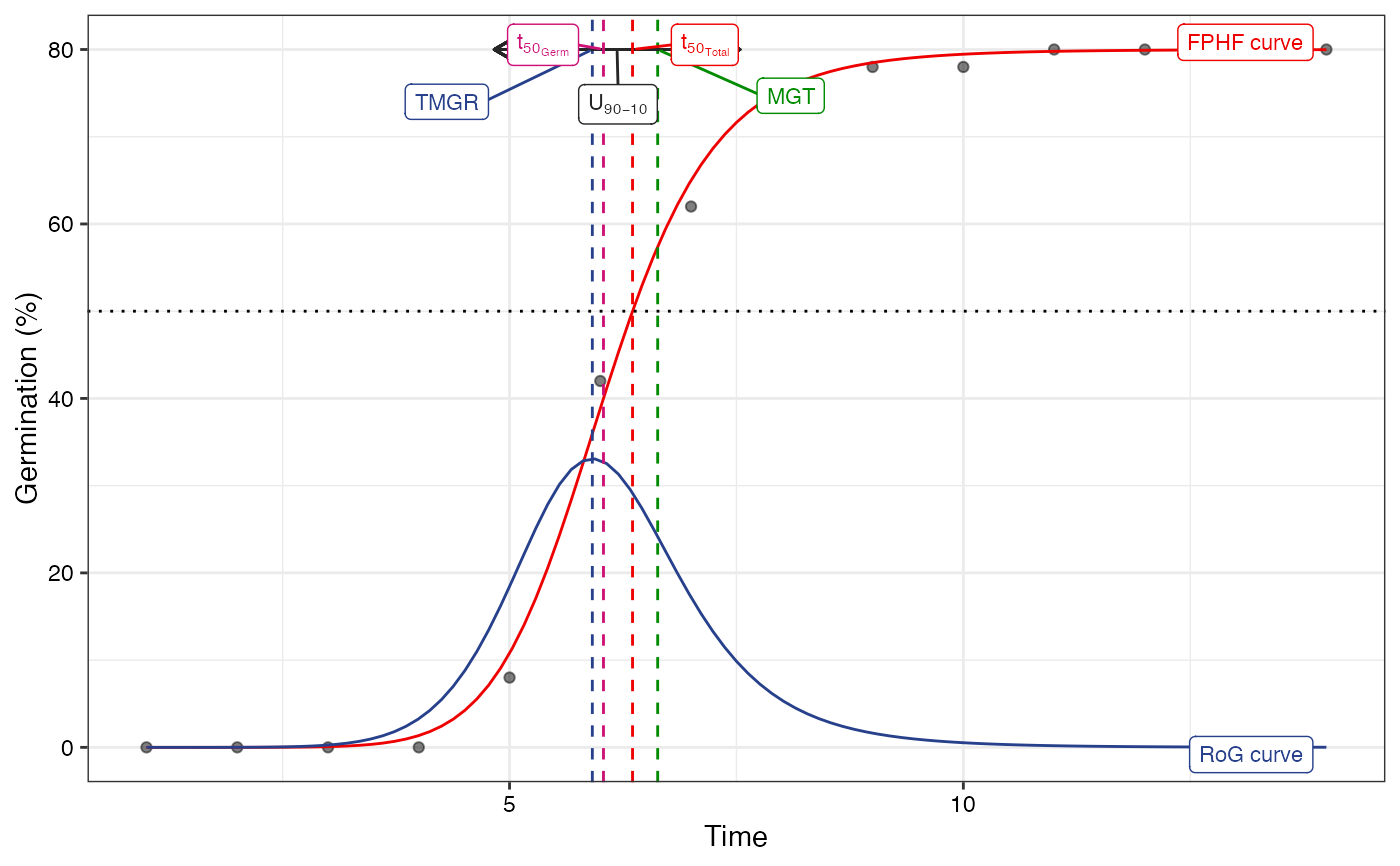 80
60
40
20
0
Germination (%)
t50Germ
t50Total
FPHF curve
TMGR
U90−10
MGT
RoG curve
5
10
Time